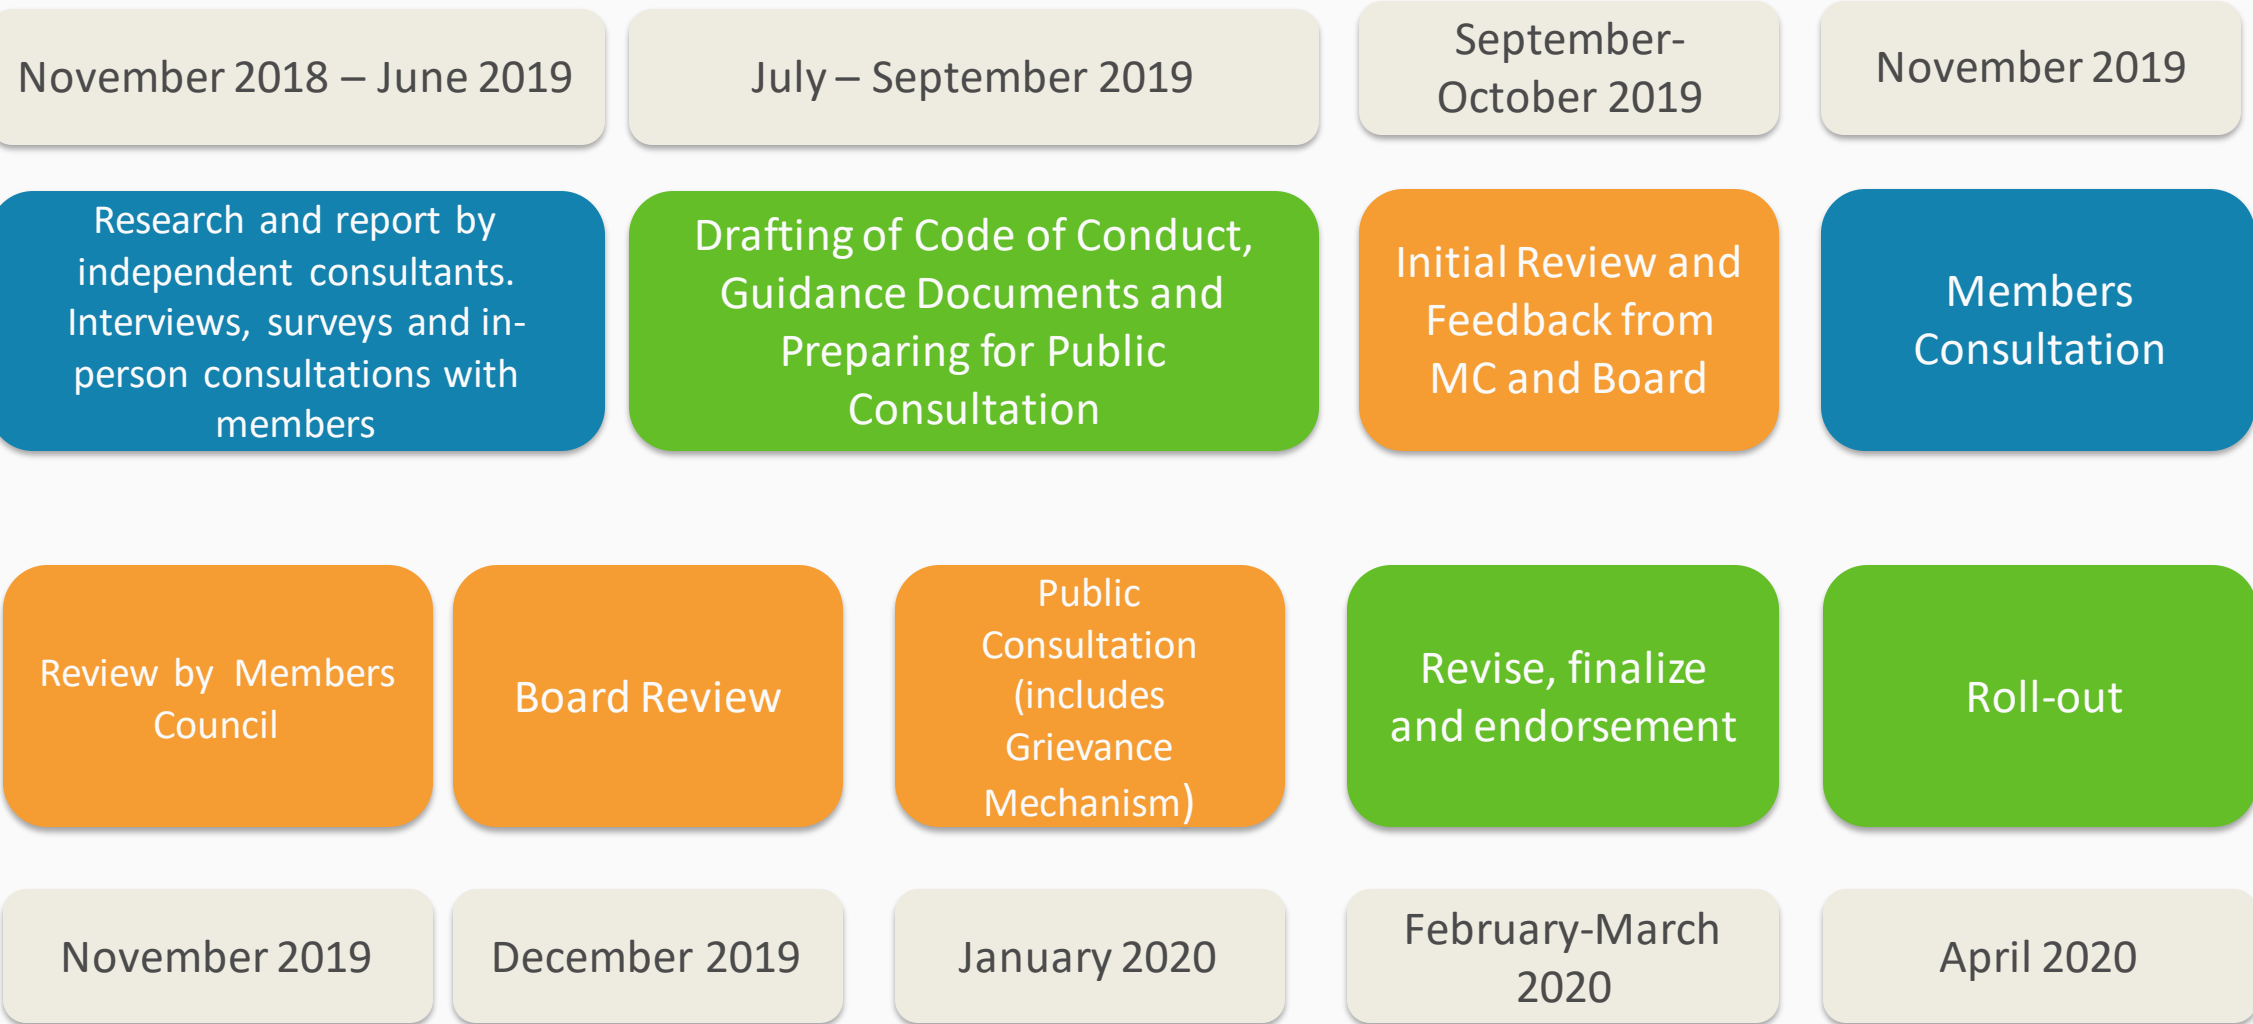 November 2018 – June 2019
July – September 2019
September-
October 2019
November 2019
Research and report by
independent consultants.
Interviews, surveys and in-
person consultations with
members
Drafting of Code of Conduct,
Guidance Documents and
Preparing for Public
Consultation
Initial Review and
Feedback from
MC and Board
Members
Consultation
Review by Members
Council
Board Review
Public
Consultation
(includes
Grievance
Mechanism)
Revise, finalize
and endorsement
Roll-out
November 2019
December 2019
January 2020
February-March
2020
April 2020